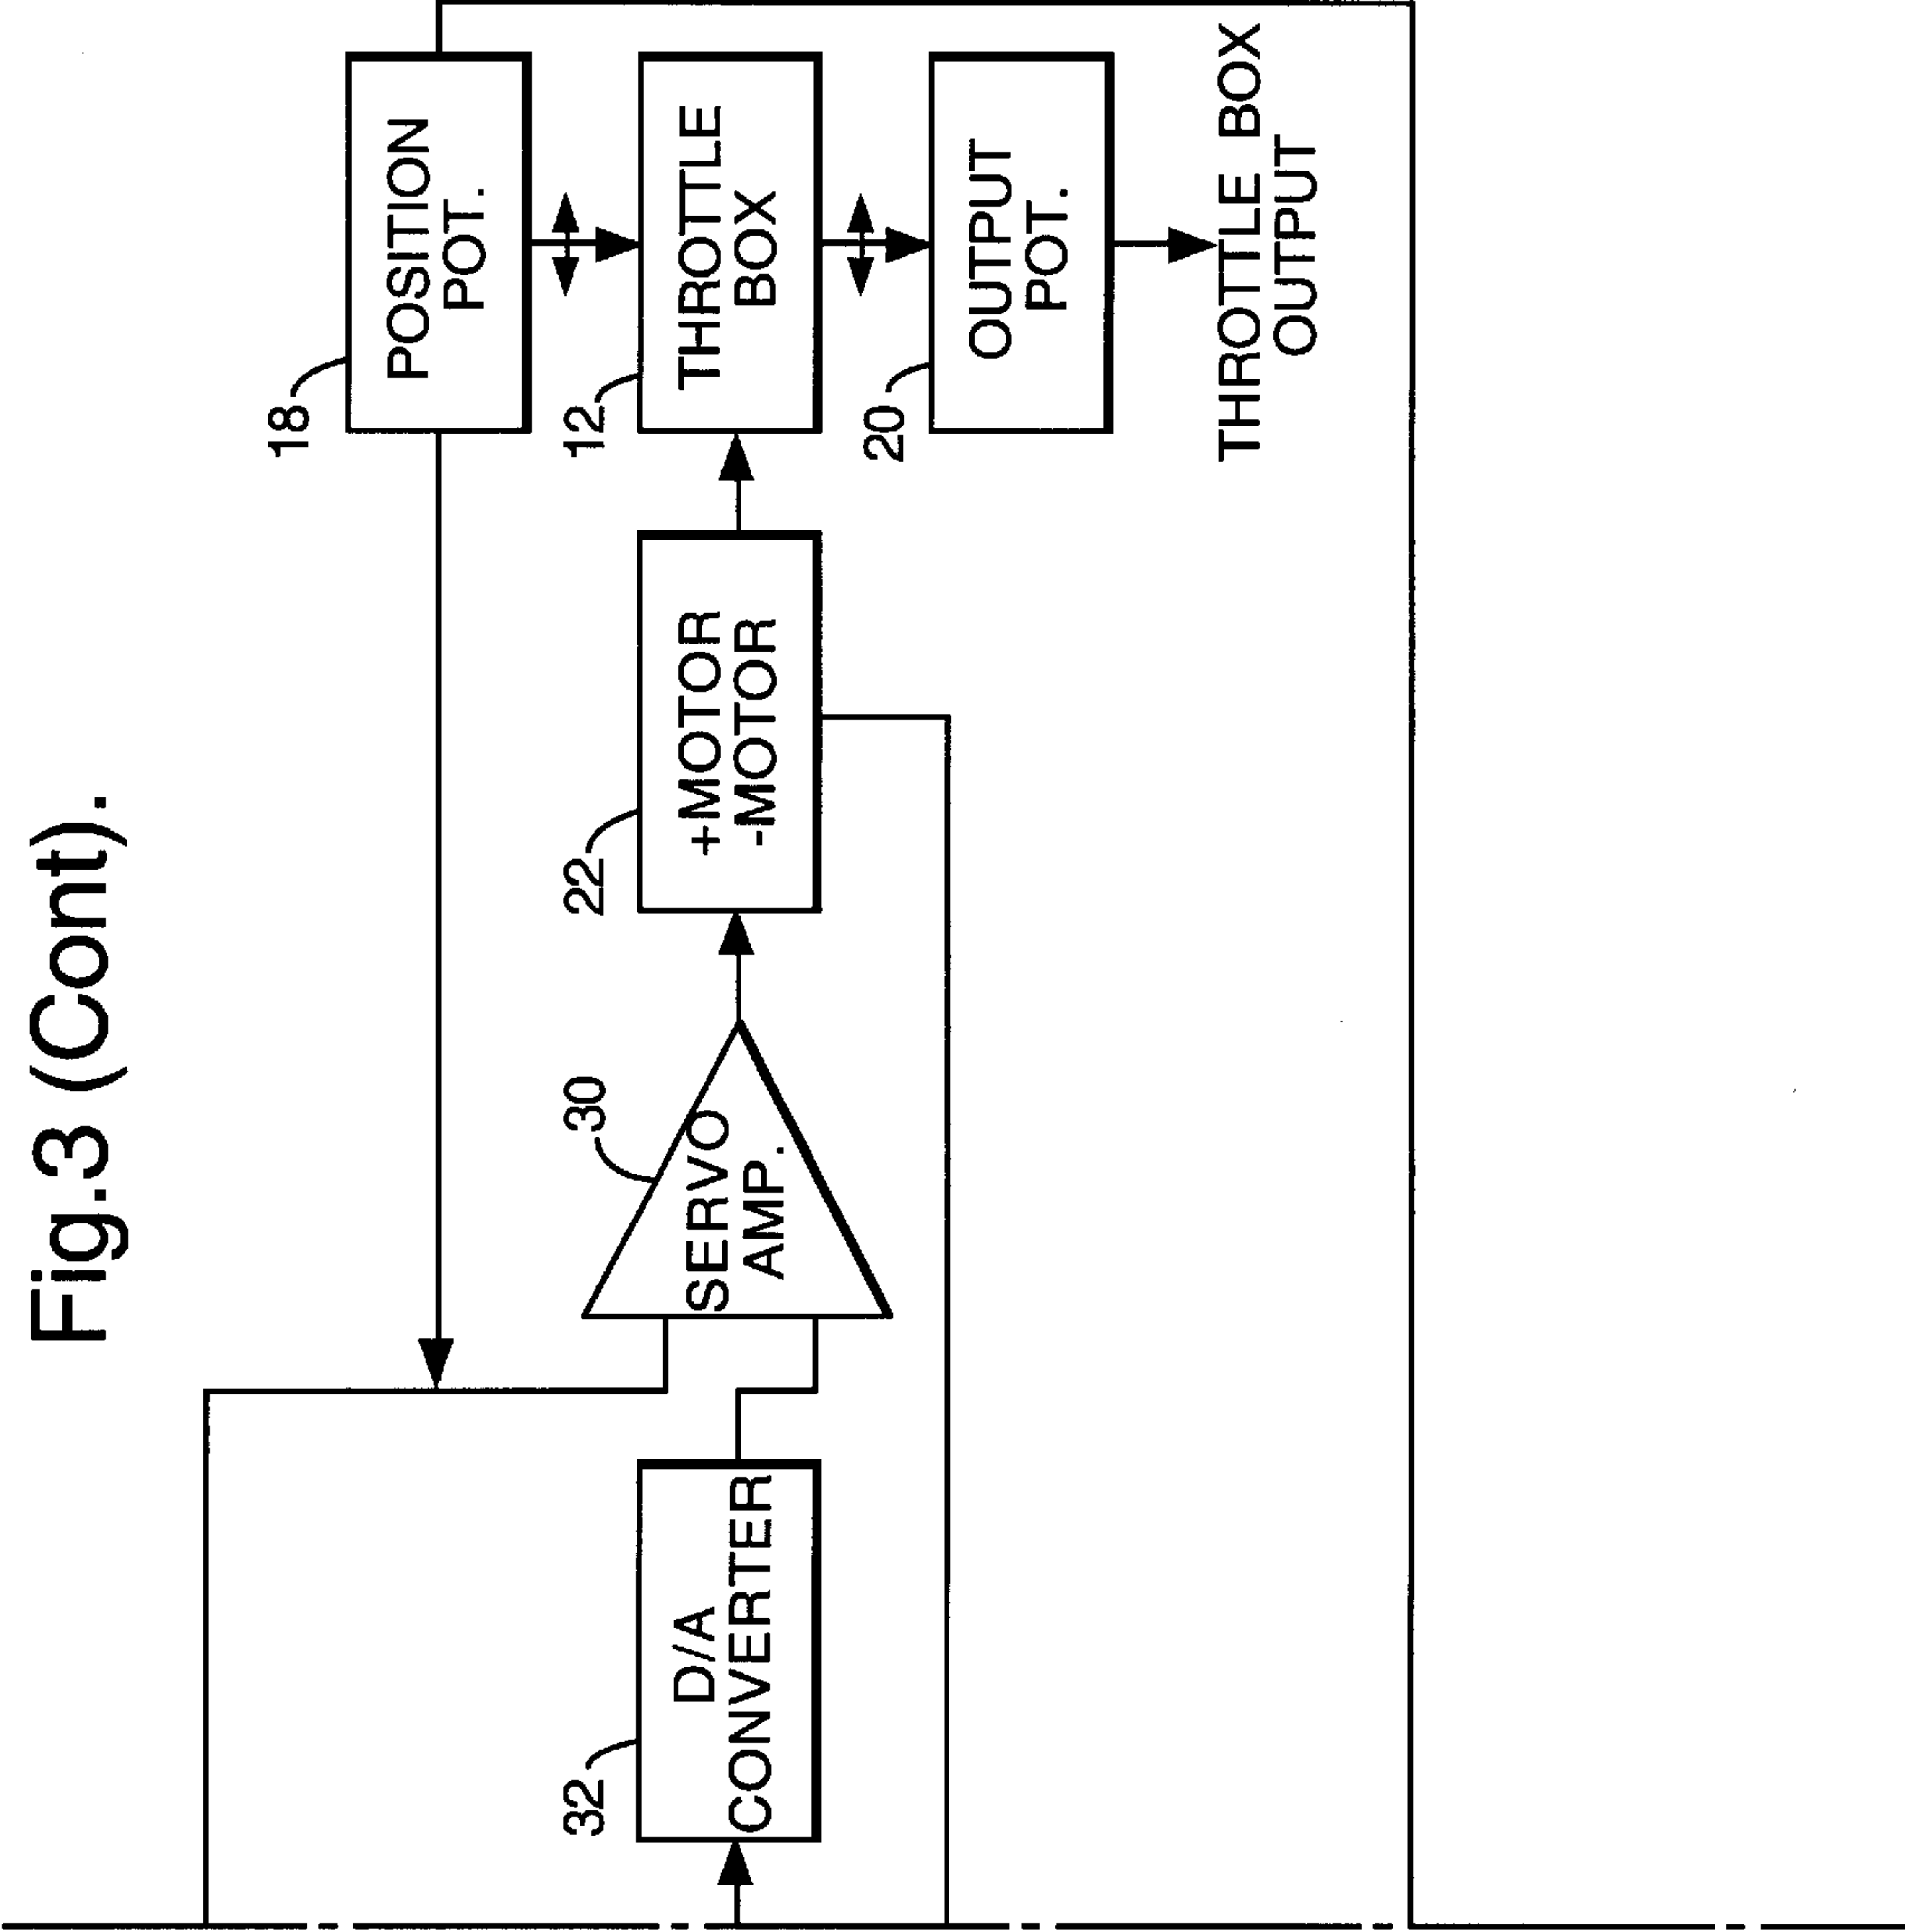 Fig.3 (Cont).
18
POSITION
POT.
32
D/A
CONVERTER
30
SERVO
AMP.
22
+MOTOR
-MOTOR
12
THROTTLE
BOX
20
OUTPUT
POT.
THROTTLE BOX
OUTPUT